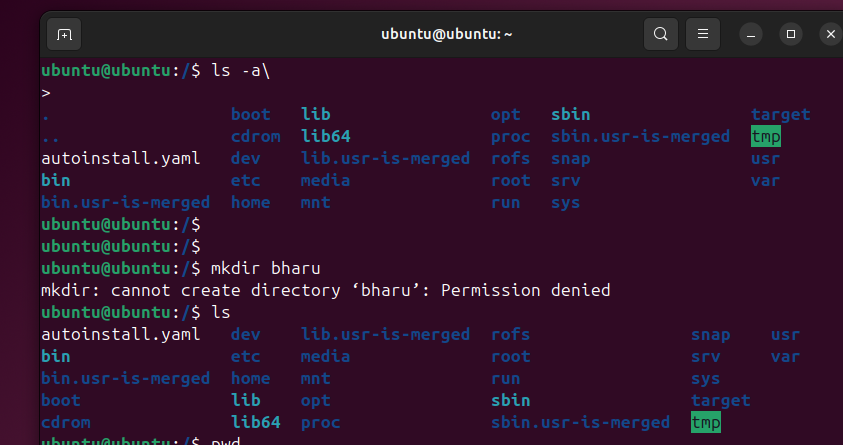 ubuntu@ubuntu: ~
ubuntu@ubuntu:/$ ls -a\
>
. boot lib opt sbin target
.. cdrom lib64 proc sbin.usr-is-merged tmp
autoinstall.yaml dev lib.usr-is-merged rofs snap usr
bin etc media root srv var
bin.usr-is-merged home mnt run sys
ubuntu@ubuntu:/$
ubuntu@ubuntu:/$
ubuntu@ubuntu:/$ mkdir bharu
mkdir: cannot create directory ‘bharu’: Permission denied
ubuntu@ubuntu:/$ ls
autoinstall.yaml dev lib.usr-is-merged rofs snap usr
bin etc media root srv var
bin.usr-is-merged home mnt run sys
boot lib opt sbin target
cdrom lib64 proc sbin.usr-is-merged tmp
ubuntu@ubuntu:/$ pwd